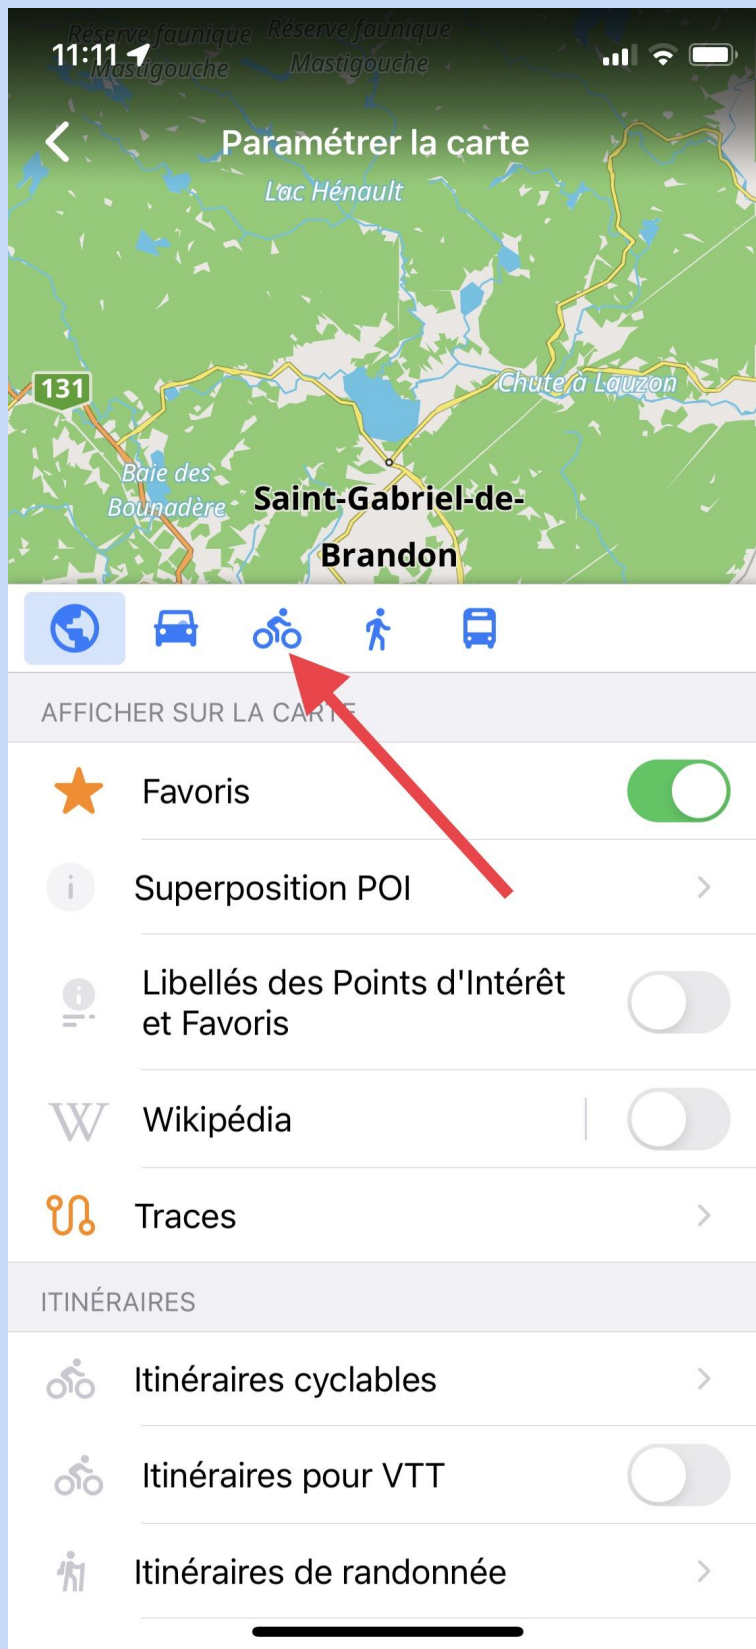 Réserve faunique
Mastigouche
Réserve faunique
Mastigouche
11:11
Paramétrer la carte
Lac Hénault
131
Chute à Lauzon
Baie des
Bounadère
Saint-Gabriel-de-
Brandon
AFFICHER SUR LA CARTE
Favoris
Superposition POI
Libellés des Points d'Intérêt
et Favoris
W Wikipédia
Traces
ITINÉRAIRES
Itinéraires cyclables
Itinéraires pour VTT
Itinéraires de randonnée